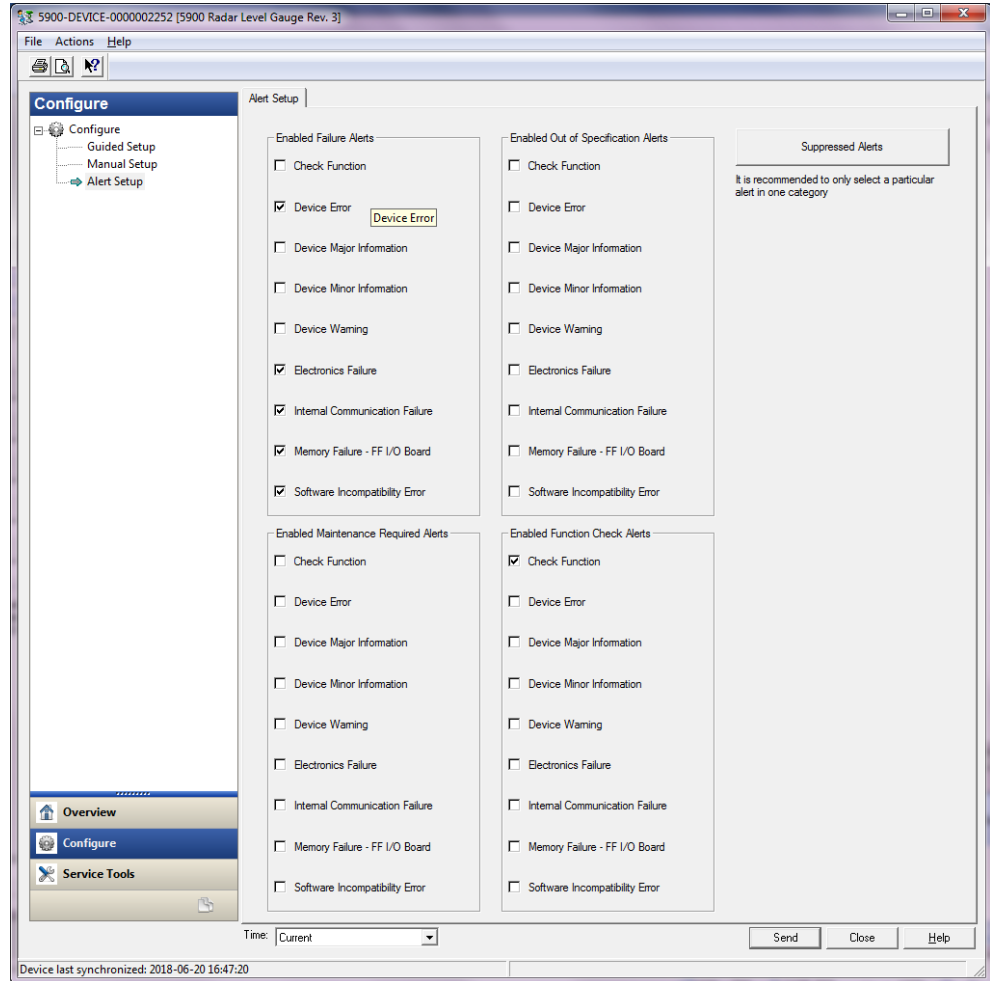 5900-DEVICE-0000002252 [5900 Radar Level Gauge Rev. 3]
File Actions Help
Configure
Configure
Guided Setup
Manual Setup
Alert Setup
Overview
Configure
Service Tools
Alert Setup
Enabled Failure Alerts
Check Function
Device Error
Device Error
Device Major Information
Device Minor Information
Device Warning
Electronics Failure
Internal Communication Failure
Memory Failure - FF I/O Board
Software Incompatibility Error
Enabled Out of Specification Alerts
Check Function
Device Error
Device Major Information
Device Minor Information
Device Warning
Electronics Failure
Internal Communication Failure
Memory Failure - FF I/O Board
Software Incompatibility Error
Suppressed Alerts
It is recommended to only select a particular
alert in one category
Enabled Maintenance Required Alerts
Check Function
Device Error
Device Major Information
Device Minor Information
Device Warning
Electronics Failure
Internal Communication Failure
Memory Failure - FF I/O Board
Software Incompatibility Error
Enabled Function Check Alerts
Check Function
Device Error
Device Major Information
Device Minor Information
Device Warning
Electronics Failure
Internal Communication Failure
Memory Failure - FF I/O Board
Software Incompatibility Error
Time: Current
Send Close Help
Device last synchronized: 2018-06-20 16:47:20